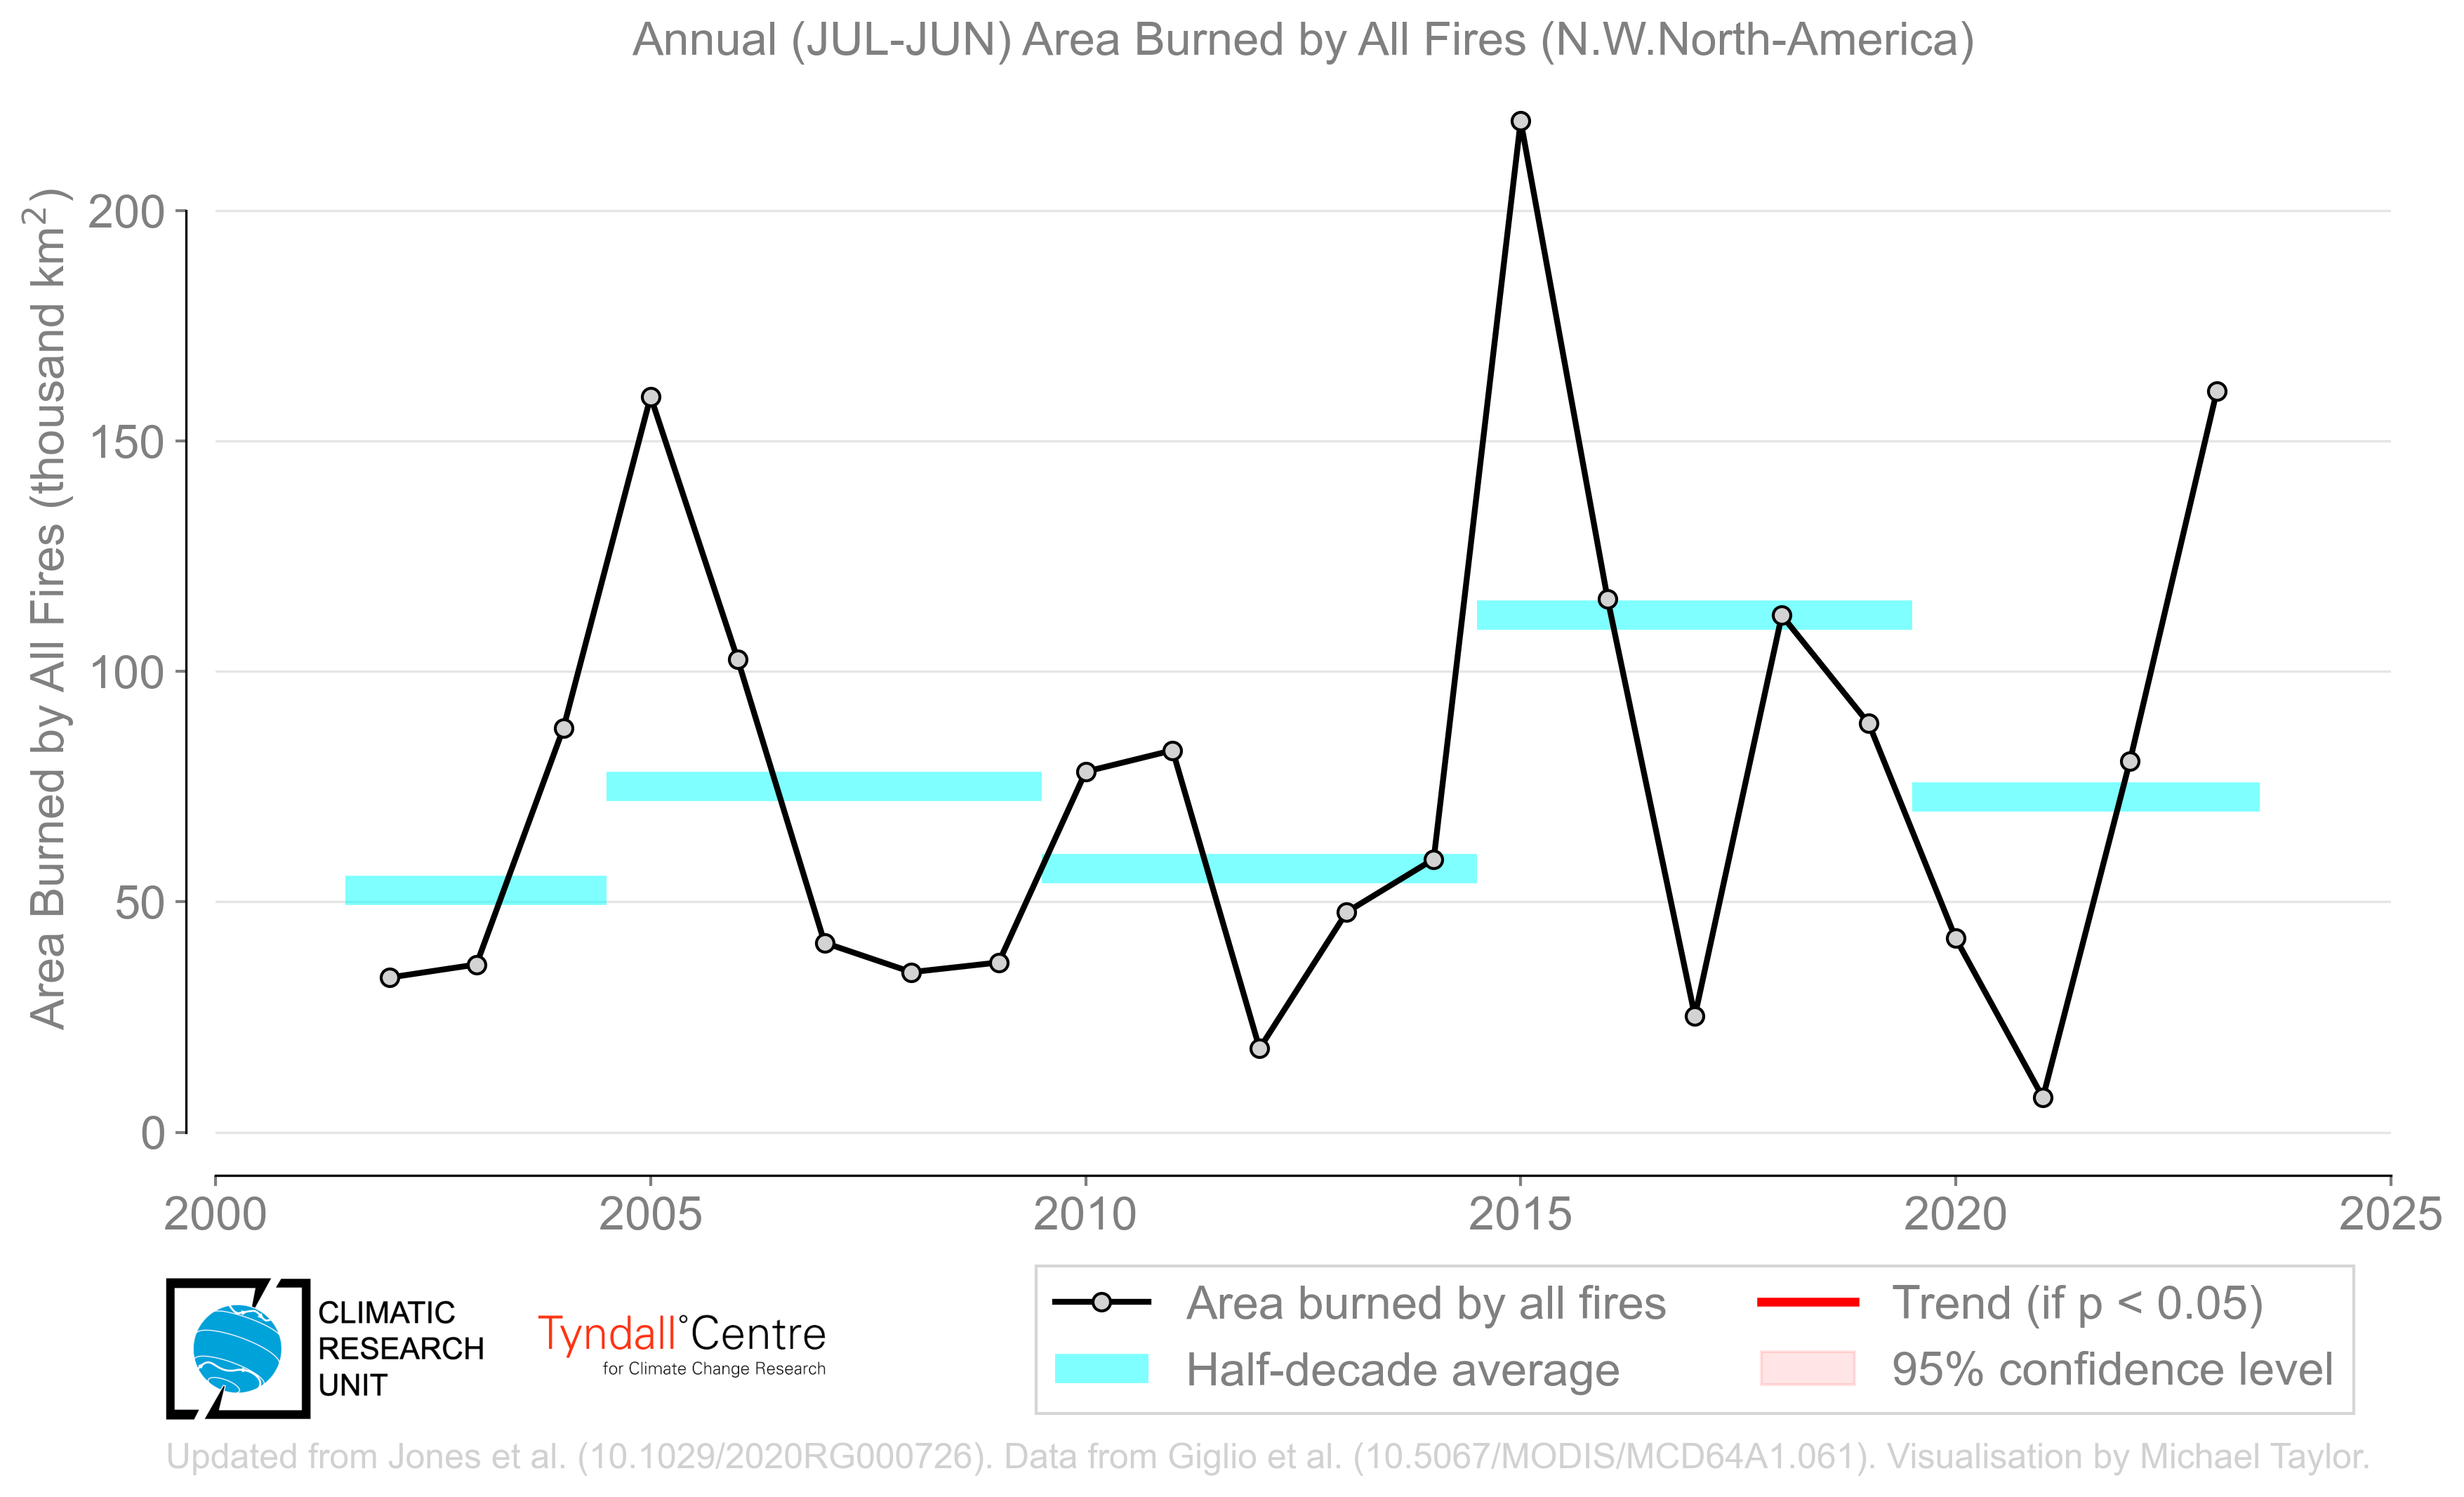 Annual (JUL-JUN) Area Burned by All Fires (N.W.North-America)
Area Burned by All Fires (thousand km²)
200
150
100
50
0
2000 2005 2010 2015 2020 2025
CLIMATIC
RESEARCH
UNIT
Tyndall°Centre
for Climate Change Research
Area burned by all fires
Half-decade average
Trend (if p < 0.05)
95% confidence level
Updated from Jones et al. (10.1029/2020RG000726). Data from Giglio et al. (10.5067/MODIS/MCD64A1.061). Visualisation by Michael Taylor.